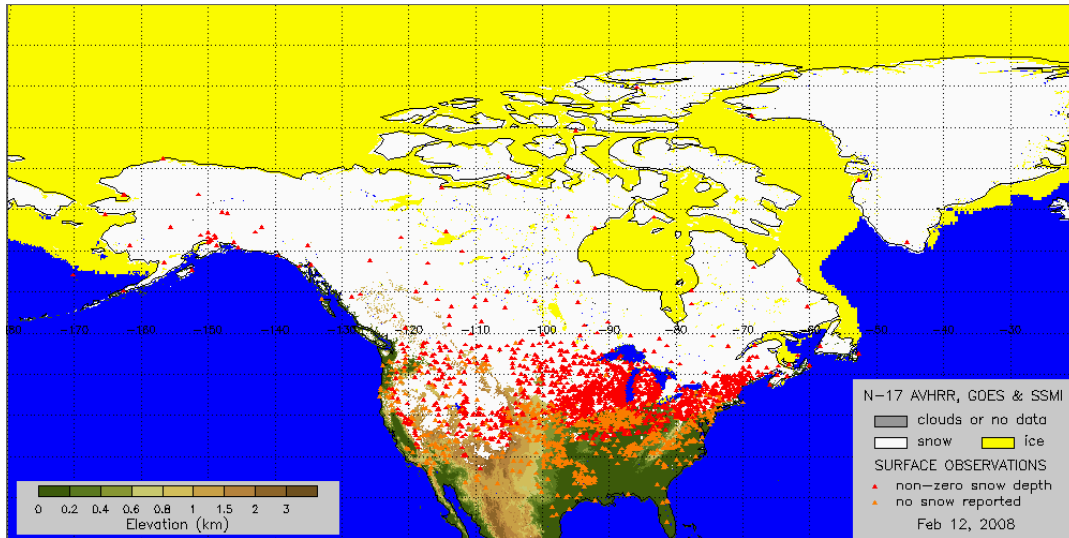 -180 -170 -160 -150 -140 -130 -120 -110 -100 -90 -80 -70 -60 -50 -40 -30
N-17 AVHRR, GOES & SSMI
clouds or no data
snow ice
SURFACE OBSERVATIONS
non-zero snow depth
no snow reported
Feb 12, 2008
0 0.2 0.4 0.6 0.8 1 1.5 2 3
Elevation (km)